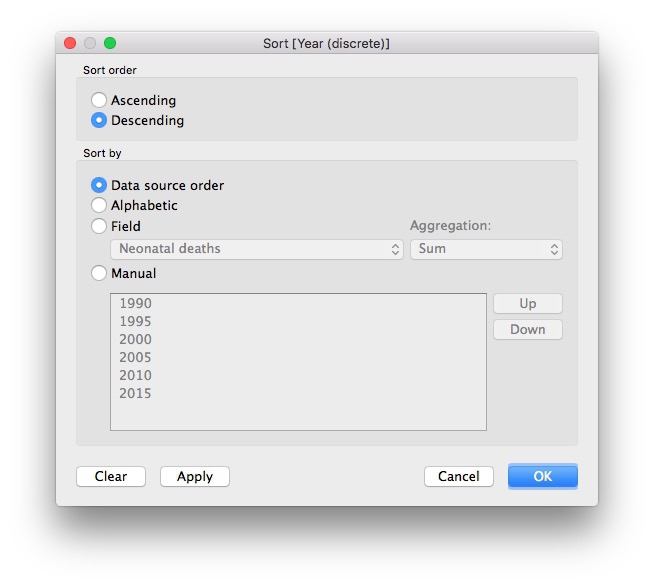 Sort [Year (discrete)]
Sort order
Ascending
Descending
Sort by
Data source order
Alphabetic
Field
Aggregation:
Neonatal deaths
Sum
Manual
1990
1995
2000
2005
2010
2015
Up
Down
Clear
Apply
Cancel
OK